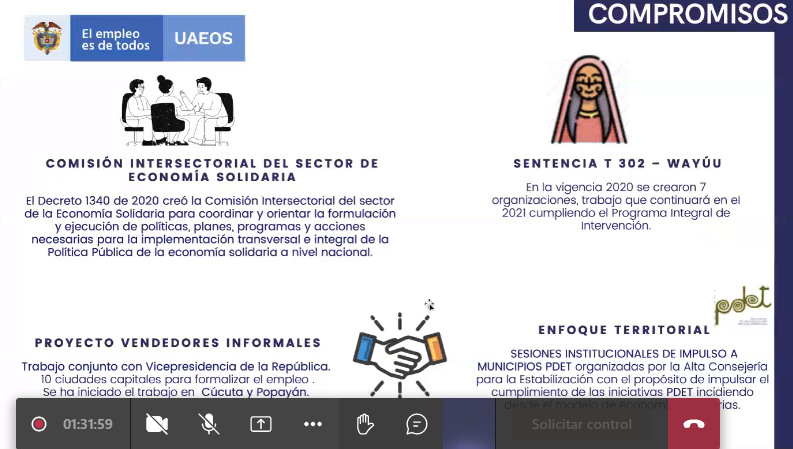 COMPROMISOS
El empleo
es de todos
UAEOS
COMISIÓN INTERSECTORIAL DEL SECTOR DE
ECONOMÍA SOLIDARIA
El Decreto 1340 de 2020 creó la Comisión Intersectorial del sector
de la Economía Solidaria para coordinar y orientar la formulación
y ejecución de políticas, planes, programas y acciones
necesarias para la implementación transversal e integral de la
Política Pública de la economía solidaria a nivel nacional.
SENTENCIA T 302 – WAYÚU
En la vigencia 2020 se crearon 7
organizaciones, trabajo que continuará en el
2021 cumpliendo el Programa Integral de
Intervención.
PROYECTO VENDEDORES INFORMALES
Trabajo conjunto con Vicepresidencia de la República.
10 ciudades capitales para formalizar el empleo .
Se ha iniciado el trabajo en Cúcuta y Popayán.
pdet
ENFOQUE TERRITORIAL
SESIONES INSTITUCIONALES DE IMPULSO A
MUNICIPIOS PDET organizadas por la Alta Consejería
para la Estabilización con el propósito de impulsar el
cumplimiento de las iniciativas PDET incidiendo
desde el modelo de
01:31:59
Solicitar control